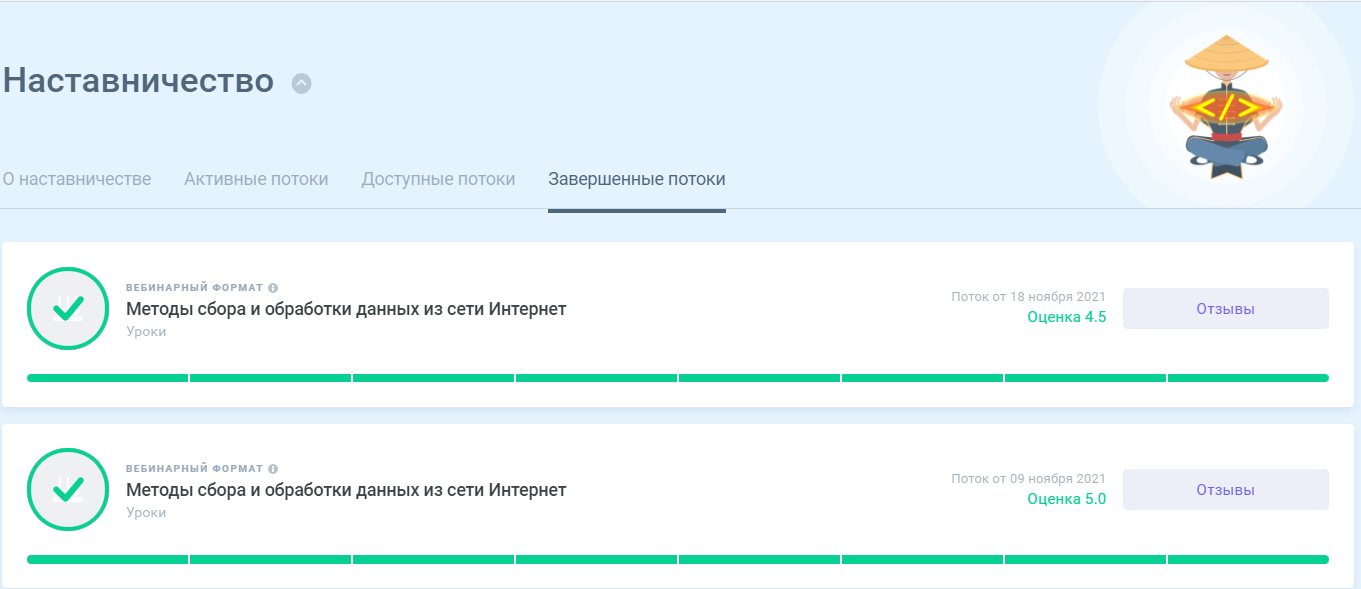 Наставничество
О наставничестве Активные потоки Доступные потоки Завершенные потоки
ВЕБИНАРНЫЙ ФОРМАТ
Методы сбора и обработки данных из сети Интернет
Уроки
Поток от 18 ноября 2021
Оценка 4.5
Отзывы
ВЕБИНАРНЫЙ ФОРМАТ
Методы сбора и обработки данных из сети Интернет
Уроки
Поток от 09 ноября 2021
Оценка 5.0
Отзывы